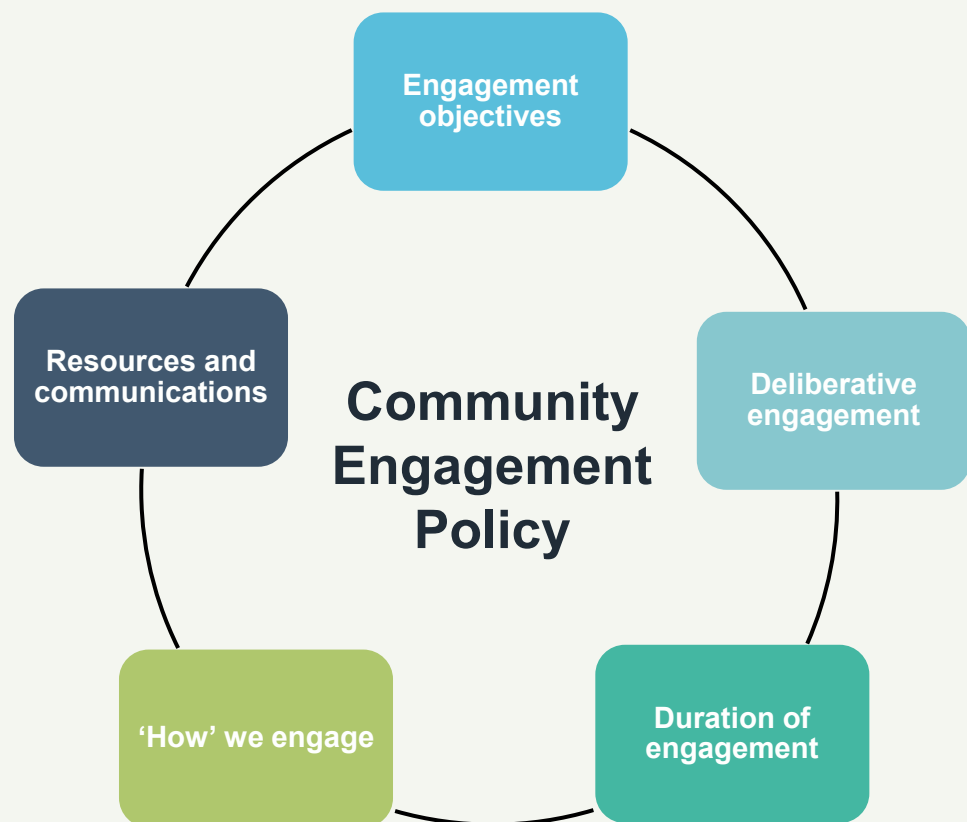 Engagement
objectives
Deliberative
engagement
Duration of
engagement
‘How’ we engage
Resources and
communications
Community
Engagement
Policy